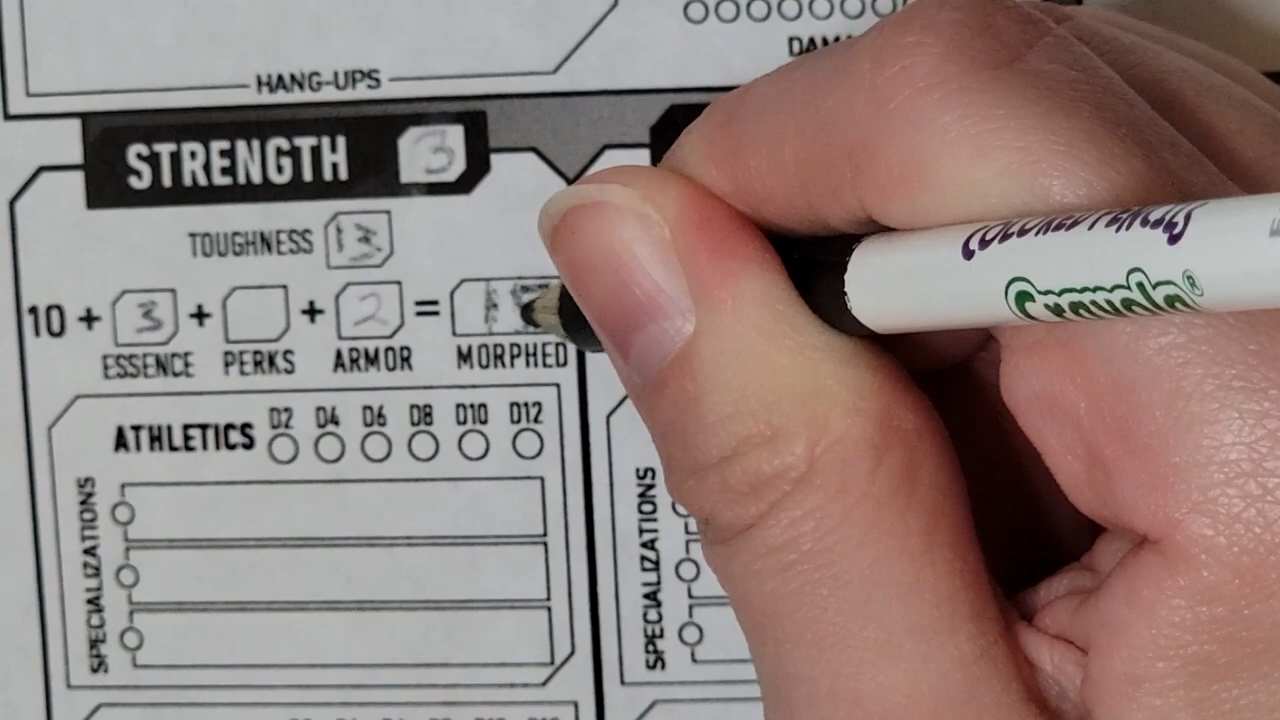 DAMA
HANG-UPS
STRENGTH 3
TOUGHNESS 13
10 + 3 + + 2 =
ESSENCE PERKS ARMOR MORPHED
COLORED PENCILS
Crayola®
D2 D4 D6 D8 D10 D12
ATHLETICS
SPECIALIZATIONS
SPECIALIZATIONS